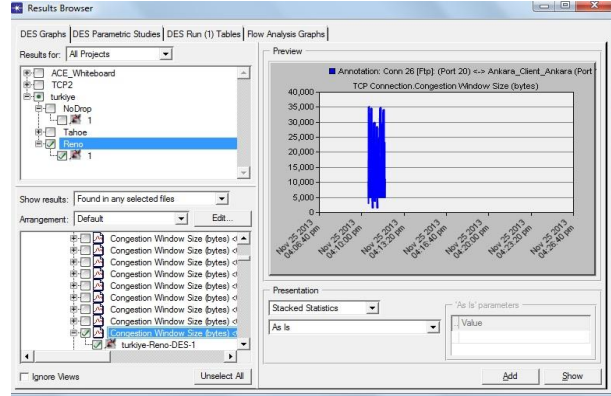 Results Browser
DES Graphs DES Parametric Studies DES Run (1) Tables Flow Analysis Graphs
Results for: All Projects
ACE_Whiteboard
TCP2
turkiye
NoDrop
1
Tahoe
Reno
1
Show results: Found in any selected files
Arrangement: Default Edit...
Congestion Window Size (bytes) <
Congestion Window Size (bytes) <
Congestion Window Size (bytes) <
Congestion Window Size (bytes) <
Congestion Window Size (bytes) <
Congestion Window Size (bytes) <
Congestion Window Size (bytes) <
Congestion Window Size (bytes) <
turkiye-Reno-DES-1
Ignore Views Unselect All
Preview
Annotation: Conn 26 [Ftp]: (Port 20) <-> Ankara_Client_Ankara (Port
TCP Connection.Congestion Window Size (bytes)
40,000
35,000
30,000
25,000
20,000
15,000
10,000
5,000
0
Nov 25 2013 04:06:40 pm
Nov 25 2013 04:10:00 pm
Nov 25 2013 04:13:20 pm
Nov 25 2013 04:16:40 pm
Nov 25 2013 04:20:00 pm
Nov 25 2013 04:23:20 pm
Nov 25 2013 04:26:40 pm
Presentation
Stacked Statistics
As Is
'As Is' parameters
Value
Add Show